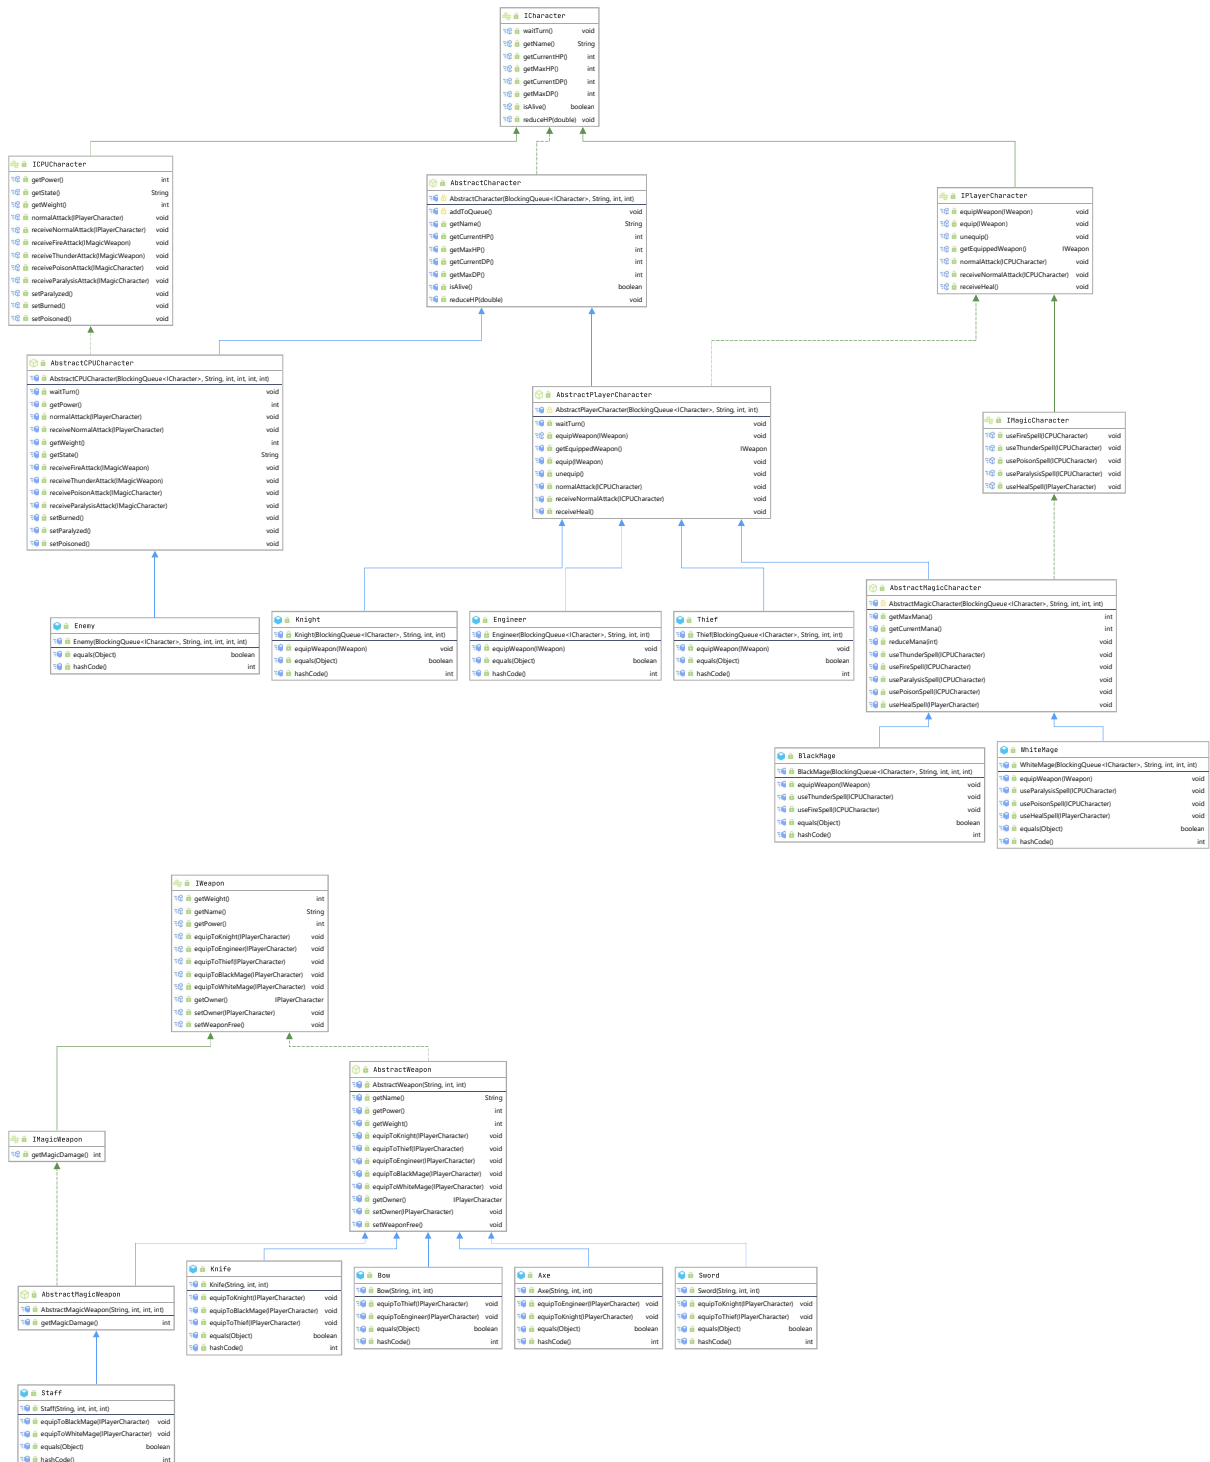 ICharacter
waitTurn() void
getName() String
getCurrentHP() int
getMaxHP() int
getCurrentDP() int
getMaxDP() int
isAlive() boolean
reduceHP(double) void
ICPUCharacter
getPower() int
getState() String
getWeight() int
normalAttack(IPlayerCharacter) void
receiveNormalAttack(IPlayerCharacter) void
receiveFireAttack(IMagicWeapon) void
receiveThunderAttack(IMagicWeapon) void
receivePoisonAttack(IMagicCharacter) void
receiveParalysisAttack(IMagicCharacter) void
setParalyzed() void
setBurned() void
setPoisoned() void
AbstractCharacter
AbstractCharacter(BlockingQueue<ICharacter>, String, int, int)
addToQueue() void
getName() String
getCurrentHP() int
getMaxHP() int
getCurrentDP() int
getMaxDP() int
isAlive() boolean
reduceHP(double) void
IPlayerCharacter
equipWeapon(IWeapon) void
equip(IWeapon) void
unequip() void
getEquippedWeapon() IWeapon
normalAttack(ICPUCharacter) void
receiveNormalAttack(ICPUCharacter) void
receiveHeal() void
AbstractCPUCharacter
AbstractCPUCharacter(BlockingQueue<ICharacter>, String, int, int, int, int)
waitTurn() void
getPower() int
normalAttack(IPlayerCharacter) void
receiveNormalAttack(IPlayerCharacter) void
getWeight() int
getState() String
receiveFireAttack(IMagicWeapon) void
receiveThunderAttack(IMagicWeapon) void
receivePoisonAttack(IMagicCharacter) void
receiveParalysisAttack(IMagicCharacter) void
setBurned() void
setParalyzed() void
setPoisoned() void
AbstractPlayerCharacter
AbstractPlayerCharacter(BlockingQueue<ICharacter>, String, int, int)
waitTurn() void
equipWeapon(IWeapon) void
getEquippedWeapon() IWeapon
equip(IWeapon) void
unequip() void
normalAttack(ICPUCharacter) void
receiveNormalAttack(ICPUCharacter) void
receiveHeal() void
IMagicCharacter
useFireSpell(ICPUCharacter) void
useThunderSpell(ICPUCharacter) void
usePoisonSpell(ICPUCharacter) void
useParalysisSpell(ICPUCharacter) void
useHealSpell(IPlayerCharacter) void
Enemy
Enemy(BlockingQueue<ICharacter>, String, int, int, int, int)
equals(Object) boolean
hashCode() int
Knight
Knight(BlockingQueue<ICharacter>, String, int, int)
equipWeapon(IWeapon) void
equals(Object) boolean
hashCode() int
Engineer
Engineer(BlockingQueue<ICharacter>, String, int, int)
equipWeapon(IWeapon) void
equals(Object) boolean
hashCode() int
Thief
Thief(BlockingQueue<ICharacter>, String, int, int)
equipWeapon(IWeapon) void
equals(Object) boolean
hashCode() int
AbstractMagicCharacter
AbstractMagicCharacter(BlockingQueue<ICharacter>, String, int, int, int)
getMaxMana() int
getCurrentMana() int
reduceMana(int) void
useThunderSpell(ICPUCharacter) void
useFireSpell(ICPUCharacter) void
useParalysisSpell(ICPUCharacter) void
usePoisonSpell(ICPUCharacter) void
useHealSpell(IPlayerCharacter) void
BlackMage
BlackMage(BlockingQueue<ICharacter>, String, int, int, int)
equipWeapon(IWeapon) void
useThunderSpell(ICPUCharacter) void
useFireSpell(ICPUCharacter) void
equals(Object) boolean
hashCode() int
WhiteMage
WhiteMage(BlockingQueue<ICharacter>, String, int, int, int)
equipWeapon(IWeapon) void
useParalysisSpell(ICPUCharacter) void
usePoisonSpell(ICPUCharacter) void
useHealSpell(IPlayerCharacter) void
equals(Object) boolean
hashCode() int
IWeapon
getWeight() int
getName() String
getPower() int
equipToKnight(IPlayerCharacter) void
equipToEngineer(IPlayerCharacter) void
equipToThief(IPlayerCharacter) void
equipToBlackMage(IPlayerCharacter) void
equipToWhiteMage(IPlayerCharacter) void
getOwner() IPlayerCharacter
setOwner(IPlayerCharacter) void
setWeaponFree() void
AbstractWeapon
AbstractWeapon(String, int, int)
getName() String
getPower() int
getWeight() int
equipToKnight(IPlayerCharacter) void
equipToThief(IPlayerCharacter) void
equipToEngineer(IPlayerCharacter) void
equipToBlackMage(IPlayerCharacter) void
equipToWhiteMage(IPlayerCharacter) void
getOwner() IPlayerCharacter
setOwner(IPlayerCharacter) void
setWeaponFree() void
IMagicWeapon
getMagicDamage() int
AbstractMagicWeapon
AbstractMagicWeapon(String, int, int, int)
getMagicDamage() int
Knife
Knife(String, int, int)
equipToKnight(IPlayerCharacter) void
equipToBlackMage(IPlayerCharacter) void
equipToThief(IPlayerCharacter) void
equals(Object) boolean
hashCode() int
Bow
Bow(String, int, int)
equipToThief(IPlayerCharacter) void
equipToEngineer(IPlayerCharacter) void
equals(Object) boolean
hashCode() int
Axe
Axe(String, int, int)
equipToEngineer(IPlayerCharacter) void
equipToKnight(IPlayerCharacter) void
equals(Object) boolean
hashCode() int
Sword
Sword(String, int, int)
equipToKnight(IPlayerCharacter) void
equipToThief(IPlayerCharacter) void
equals(Object) boolean
hashCode() int
Staff
Staff(String, int, int, int)
equipToBlackMage(IPlayerCharacter) void
equipToWhiteMage(IPlayerCharacter) void
equals(Object) boolean
hashCode() int